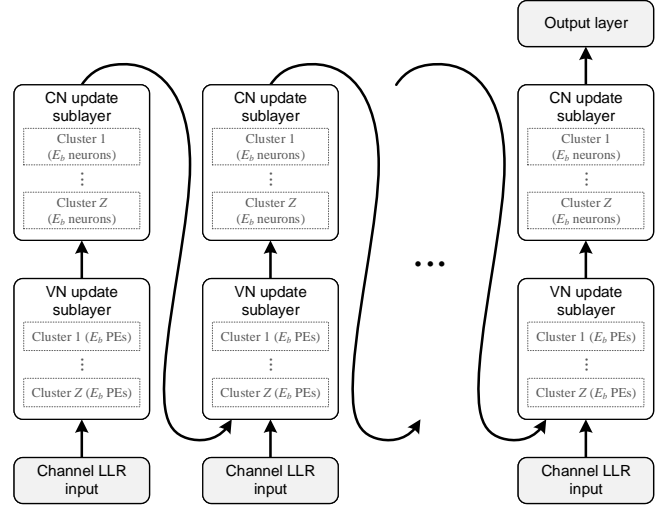 Output layer
CN update
sublayer
Cluster 1
(E_b neurons)
⋮
Cluster Z
(E_b neurons)
CN update
sublayer
Cluster 1
(E_b neurons)
⋮
Cluster Z
(E_b neurons)
CN update
sublayer
Cluster 1
(E_b neurons)
⋮
Cluster Z
(E_b neurons)
...
VN update
sublayer
Cluster 1 (E_b PEs)
⋮
Cluster Z (E_b PEs)
VN update
sublayer
Cluster 1 (E_b PEs)
⋮
Cluster Z (E_b PEs)
VN update
sublayer
Cluster 1 (E_b PEs)
⋮
Cluster Z (E_b PEs)
Channel LLR
input
Channel LLR
input
Channel LLR
input